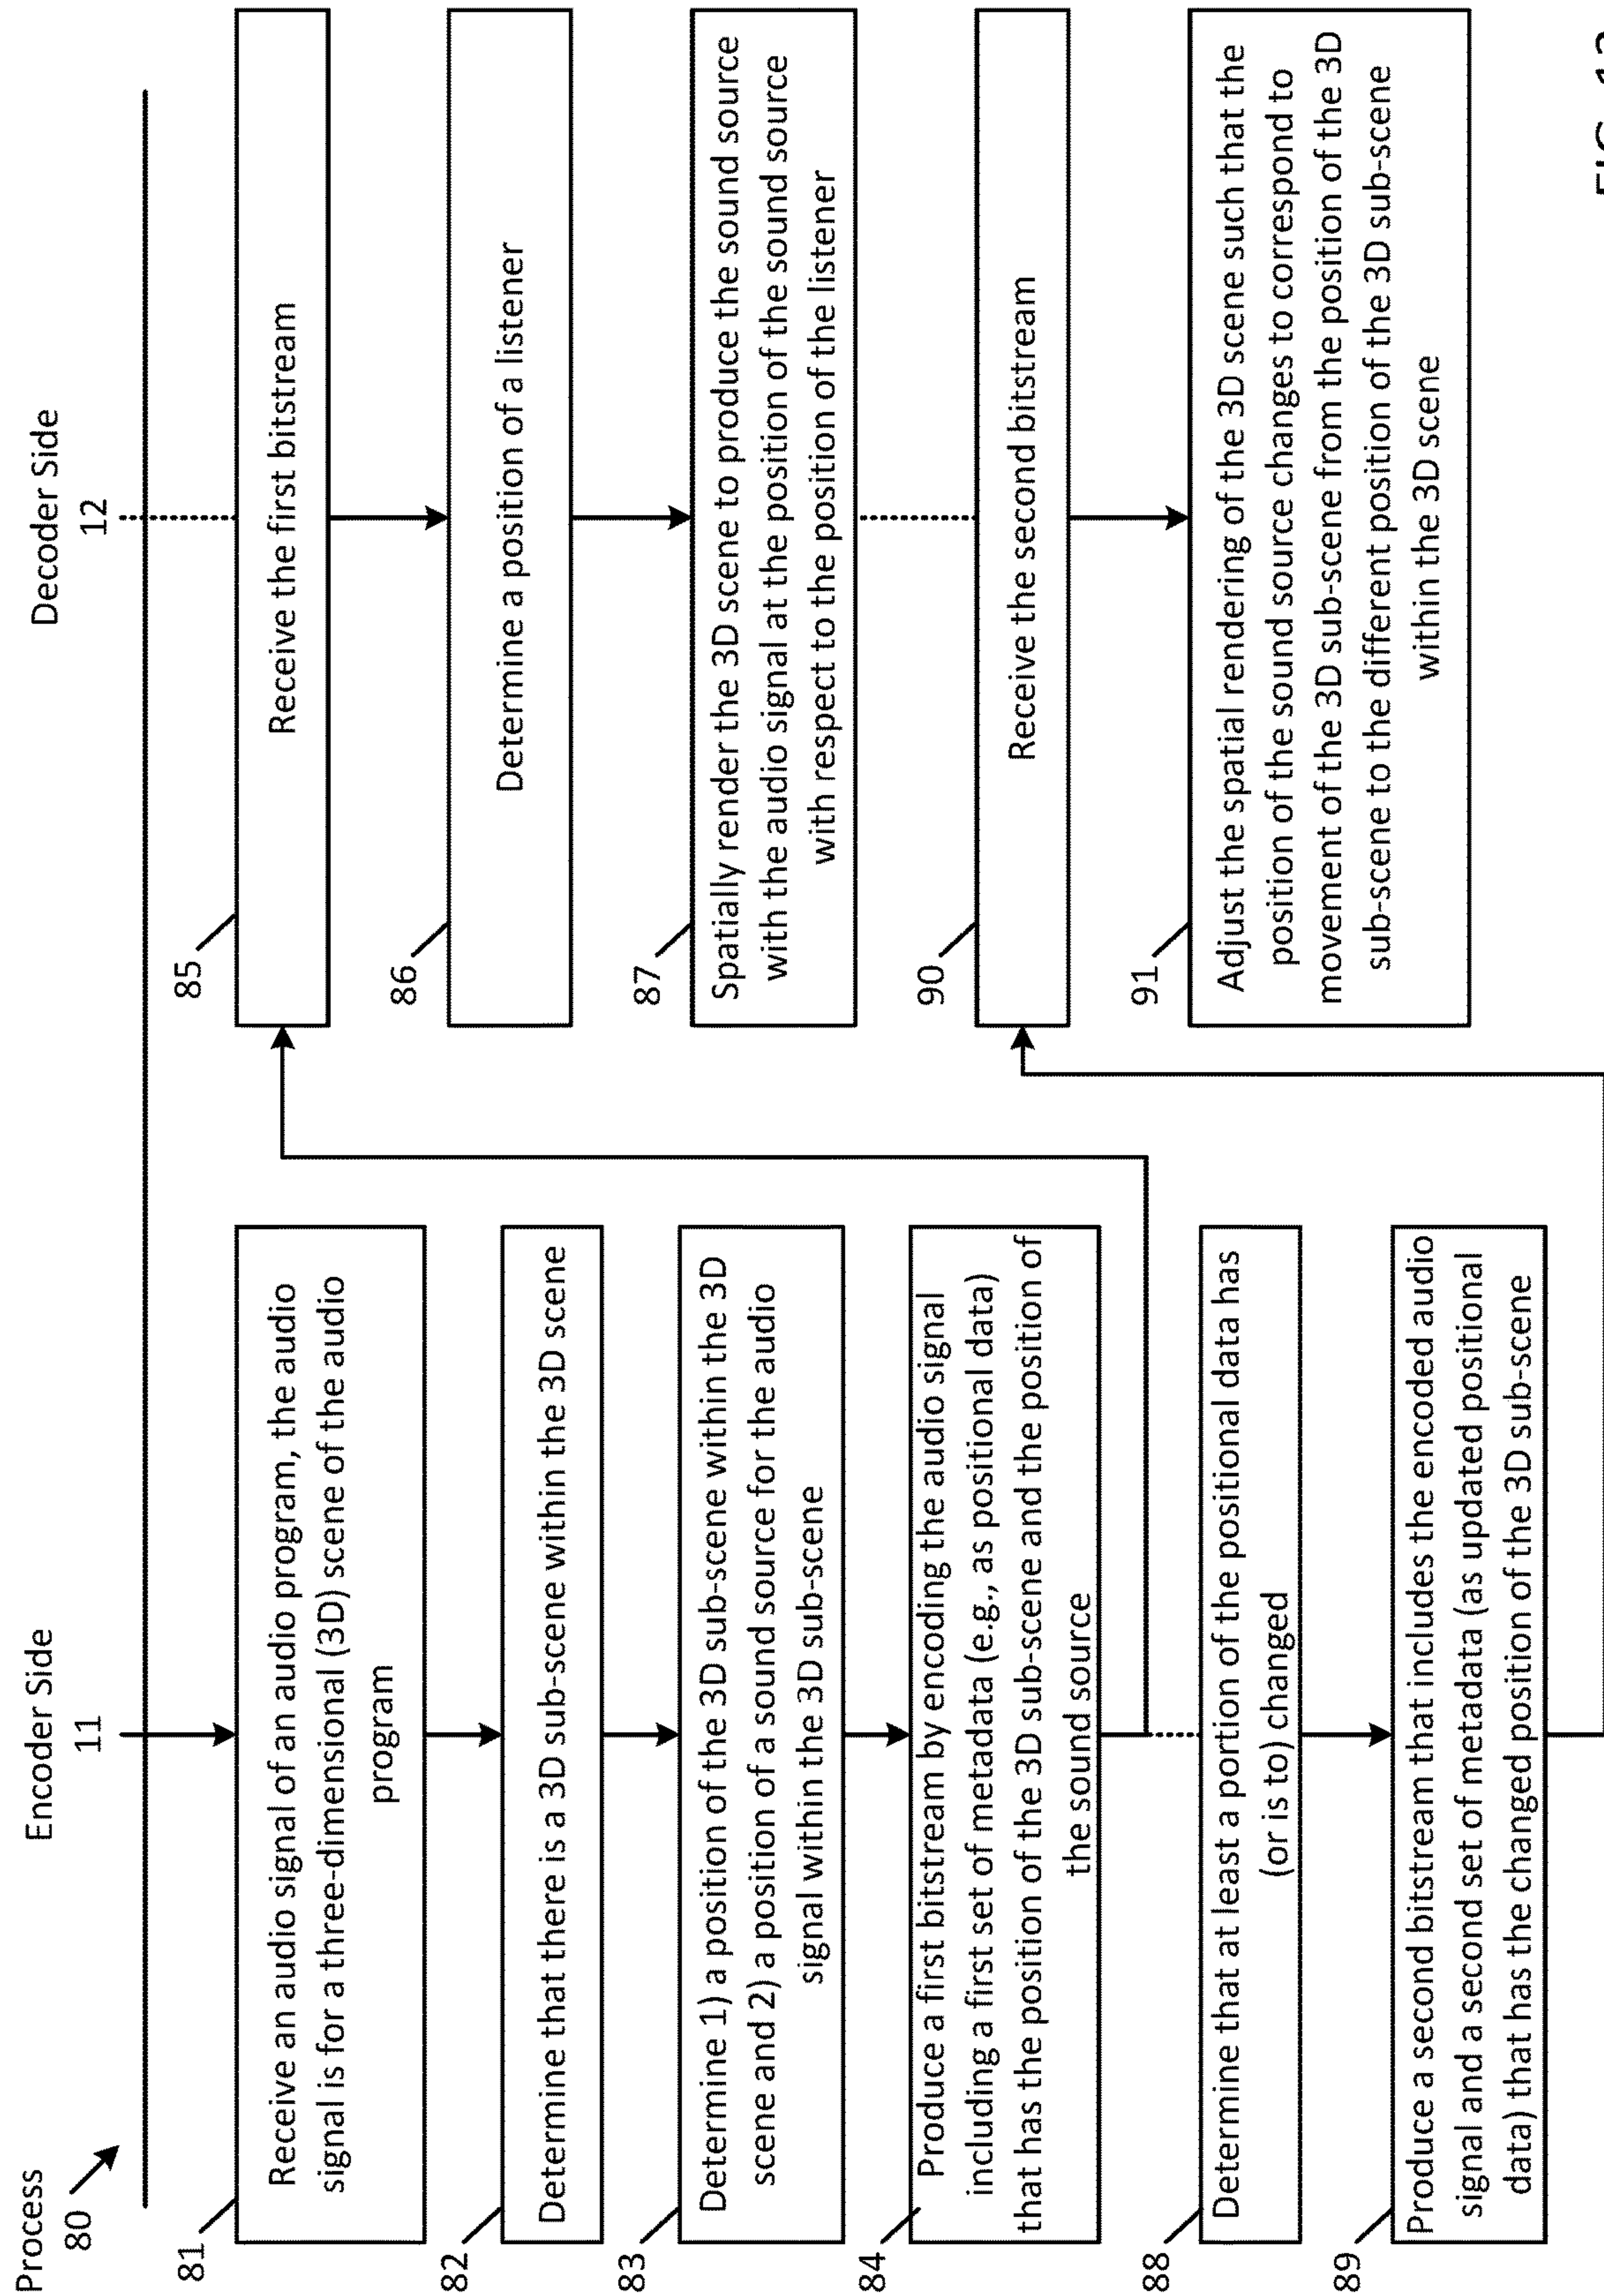 Process
80
Encoder Side
11
Decoder Side
12
81
Receive an audio signal of an audio program, the audio
signal is for a three-dimensional (3D) scene of the audio
program
82
Determine that there is a 3D sub-scene within the 3D scene
83
Determine 1) a position of the 3D sub-scene within the 3D
scene and 2) a position of a sound source for the audio
signal within the 3D sub-scene
84
Produce a first bitstream by encoding the audio signal
including a first set of metadata (e.g., as positional data)
that has the position of the 3D sub-scene and the position of
the sound source
88
Determine that at least a portion of the positional data has
(or is to) changed
89
Produce a second bitstream that includes the encoded audio
signal and a second set of metadata (as updated positional
data) that has the changed position of the 3D sub-scene
85
Receive the first bitstream
86
Determine a position of a listener
87
Spatially render the 3D scene to produce the sound source
with the audio signal at the position of the sound source
with respect to the position of the listener
90
Receive the second bitstream
91
Adjust the spatial rendering of the 3D scene such that the
position of the sound source changes to correspond to
movement of the 3D sub-scene from the position of the 3D
sub-scene to the different position of the 3D sub-scene
within the 3D scene